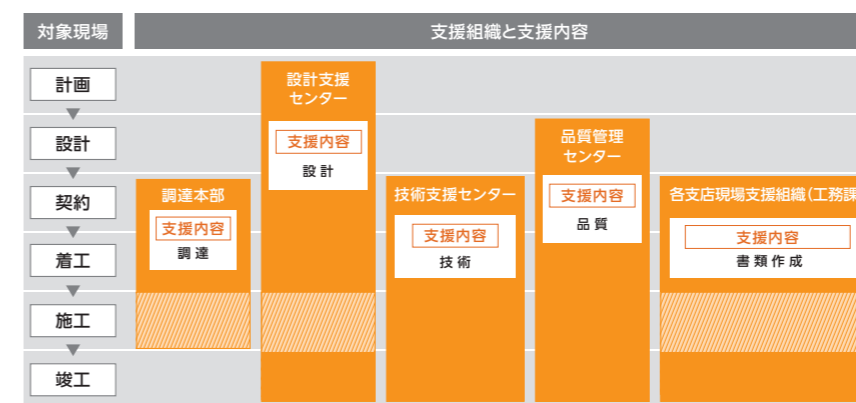 対象現場
支援組織と支援内容
計画
設計
契約
着工
施工
竣工
調達本部
支援内容
調達
設計支援
センター
支援内容
設計
技術支援センター
支援内容
技術
品質管理
センター
支援内容
品質
各支店現場支援組織(工務課
支援内容
書類作成